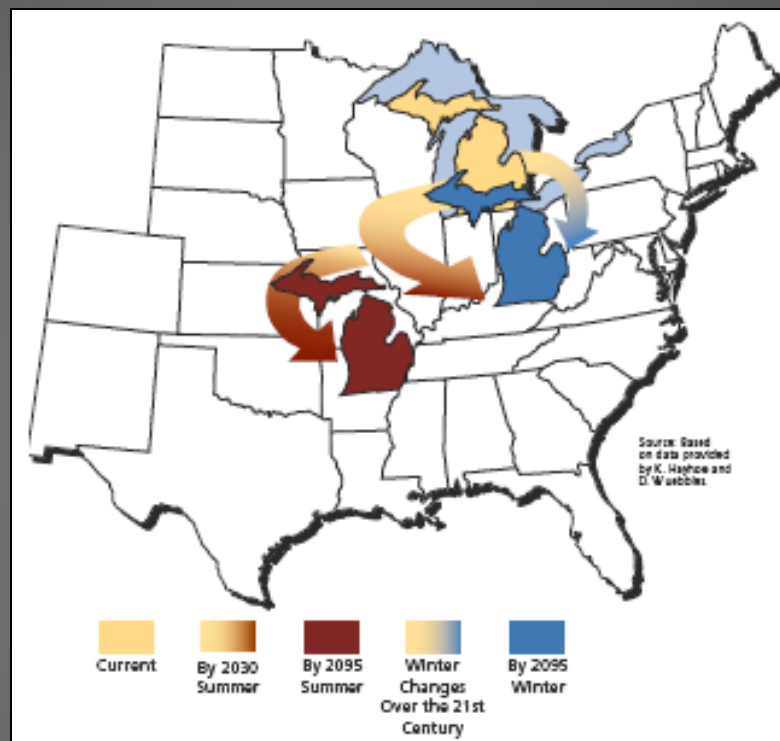 Source: Based
on data provided
by K. Hayhoe and
D. Wuebbles.
Current
By 2030
Summer
By 2095
Summer
Winter
Changes
Over the 21st
Century
By 2095
Winter